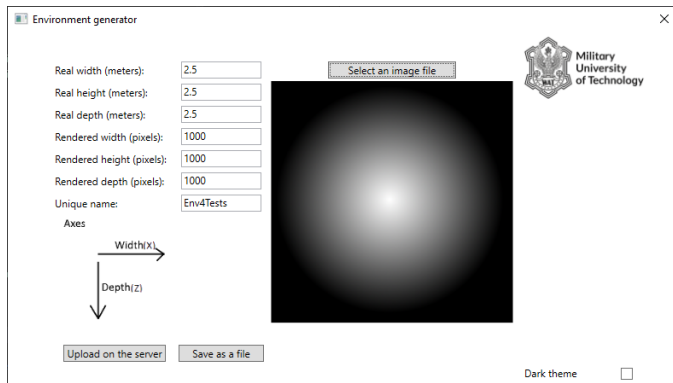 Environment generator
Real width (meters): 2.5
Real height (meters): 2.5
Real depth (meters): 2.5
Rendered width (pixels): 1000
Rendered height (pixels): 1000
Rendered depth (pixels): 1000
Unique name: Env4Tests
Select an image file
Military
University
of Technology
WAT
Axes
Width(X)
Depth(Z)
Upload on the server
Save as a file
Dark theme